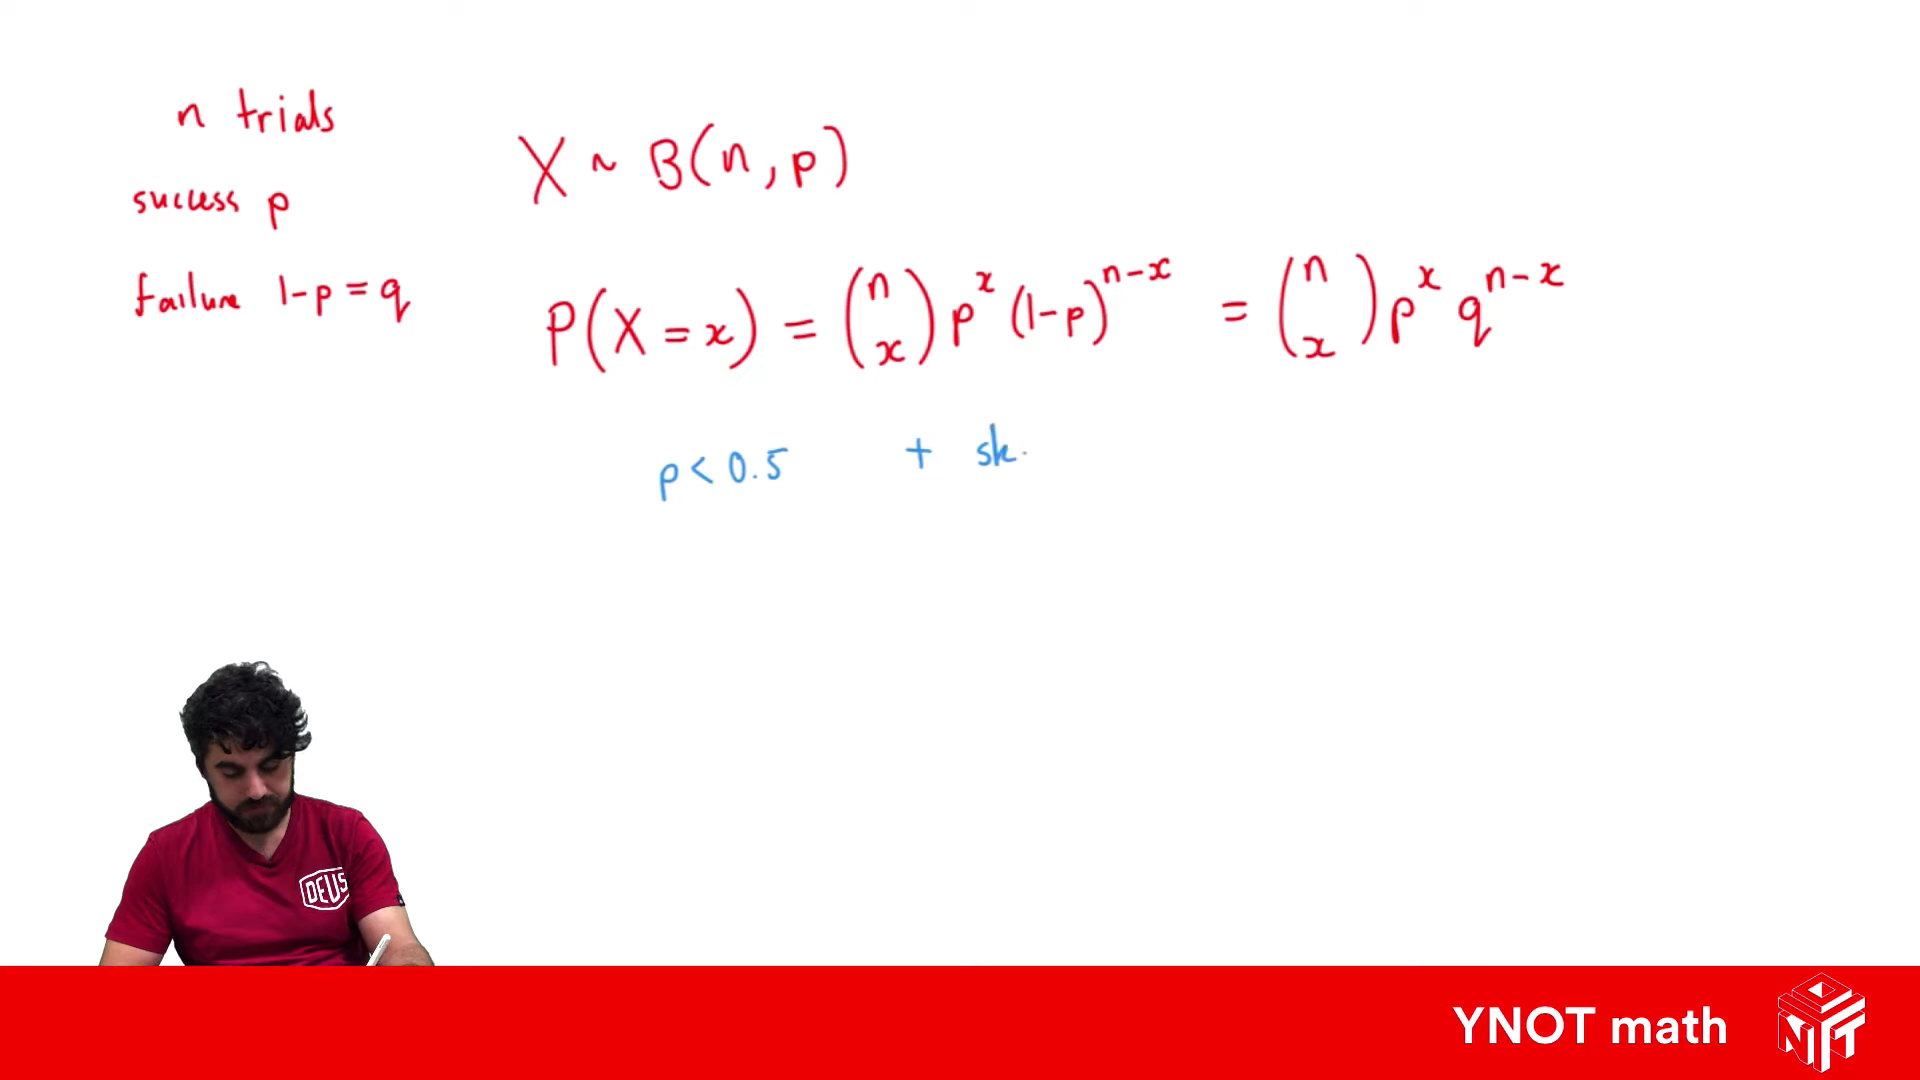 n trials
success p
failure 1-p = q
X ~ B(n, p)
P(X = x) = (n x) p^x (1-p)^{n-x} = (n x) p^x q^{n-x}
p < 0.5 + sk.
DEUS
YNOT math